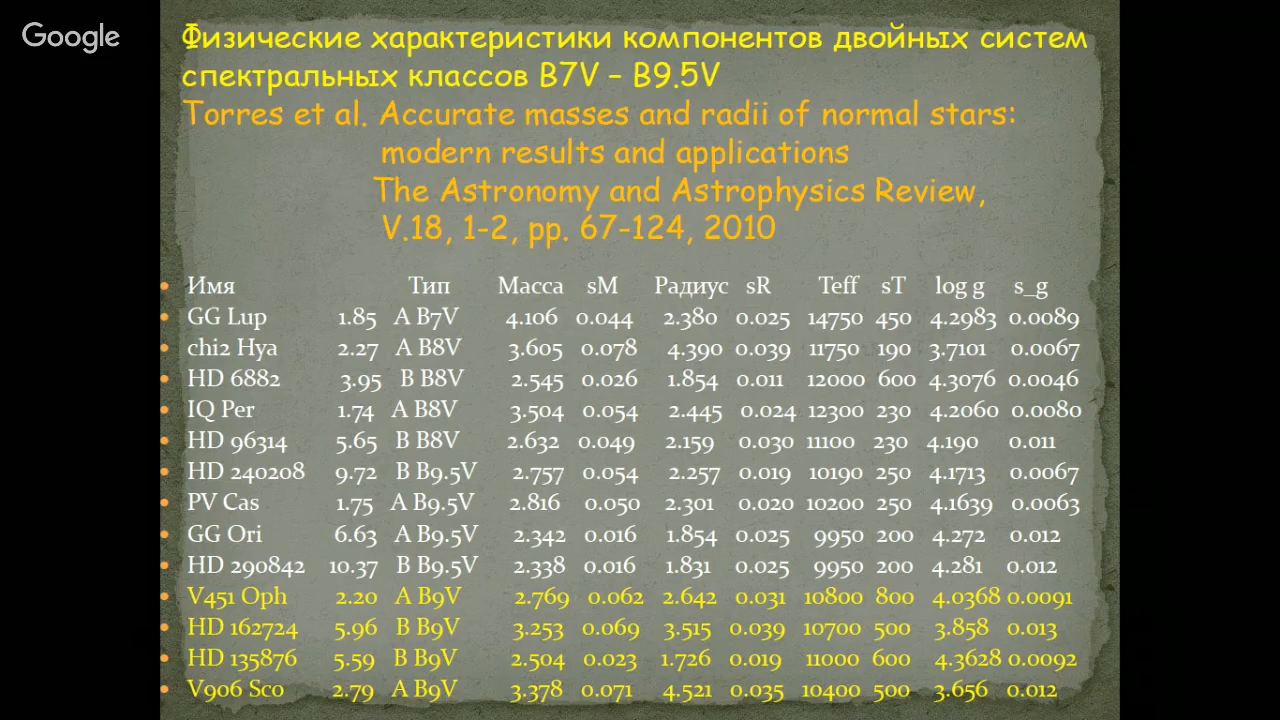 Google
Физические характеристики компонентов двойных систем
спектральных классов B7V – B9.5V
Torres et al. Accurate masses and radii of normal stars:
modern results and applications
The Astronomy and Astrophysics Review,
V.18, 1-2, pp. 67-124, 2010
Имя Тип Масса sM Радиус sR Teff sT log g s_g
GG Lup 1.85 A B7V 4.106 0.044 2.380 0.025 14750 450 4.2983 0.0089
chi2 Hya 2.27 A B8V 3.605 0.078 4.390 0.039 11750 190 3.7101 0.0067
HD 6882 3.95 B B8V 2.545 0.026 1.854 0.011 12000 600 4.3076 0.0046
IQ Per 1.74 A B8V 3.504 0.054 2.445 0.024 12300 230 4.2060 0.0080
HD 96314 5.65 B B8V 2.632 0.049 2.159 0.030 11100 230 4.190 0.011
HD 240208 9.72 B B9.5V 2.757 0.054 2.257 0.019 10190 250 4.1713 0.0067
PV Cas 1.75 A B9.5V 2.816 0.050 2.301 0.020 10200 250 4.1639 0.0063
GG Ori 6.63 A B9.5V 2.342 0.016 1.854 0.025 9950 200 4.272 0.012
HD 290842 10.37 B B9.5V 2.338 0.016 1.831 0.025 9950 200 4.281 0.012
V451 Oph 2.20 A B9V 2.769 0.062 2.642 0.031 10800 800 4.0368 0.0091
HD 162724 5.96 B B9V 3.253 0.069 3.515 0.039 10700 500 3.858 0.013
HD 135876 5.59 B B9V 2.504 0.023 1.726 0.019 11000 600 4.3628 0.0092
V906 Sco 2.79 A B9V 3.378 0.071 4.521 0.035 10400 500 3.656 0.012